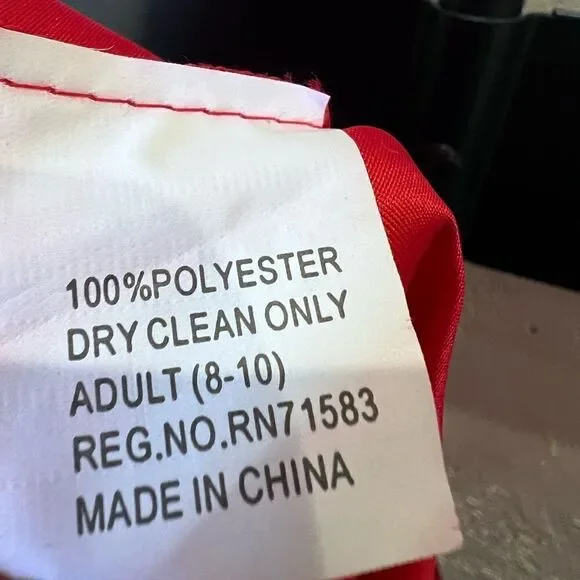 100%POLYESTER
DRY CLEAN ONLY
ADULT (8-10)
REG.NO.RN71583
MADE IN CHINA